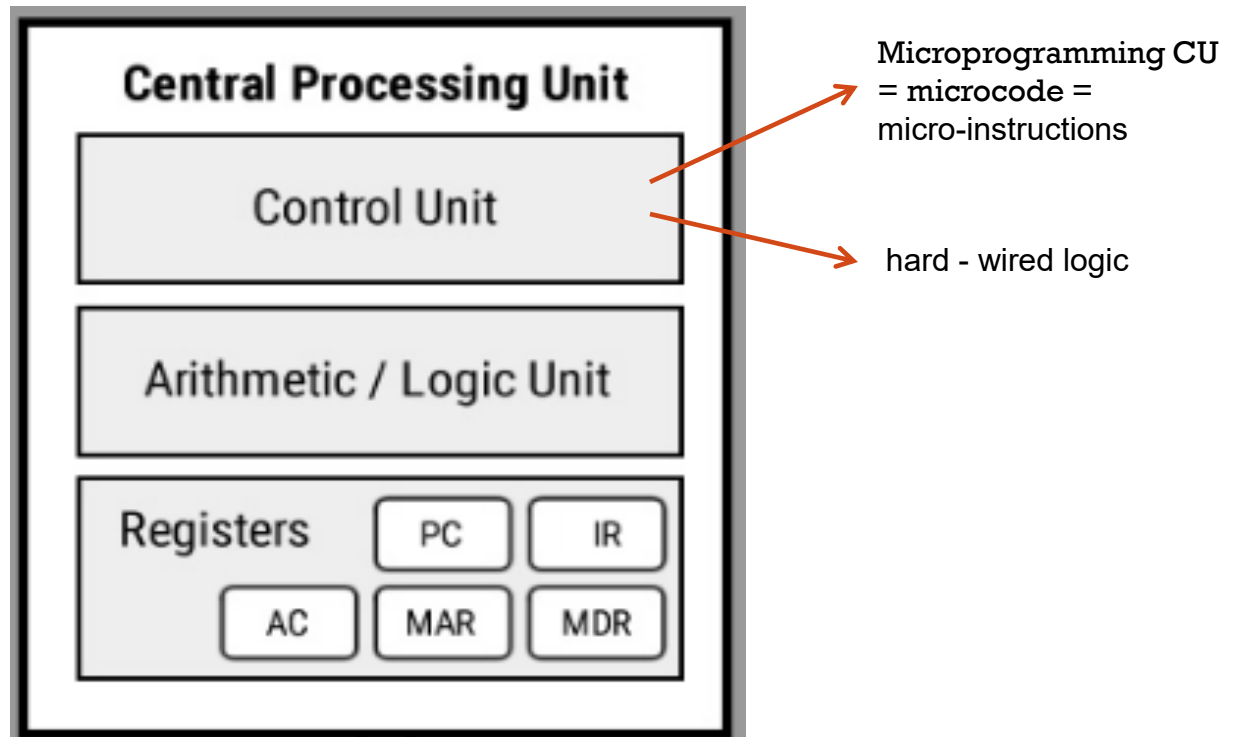 Central Processing Unit
Control Unit
Arithmetic / Logic Unit
Registers PC IR
AC MAR MDR
Microprogramming CU
= microcode =
micro-instructions
hard - wired logic